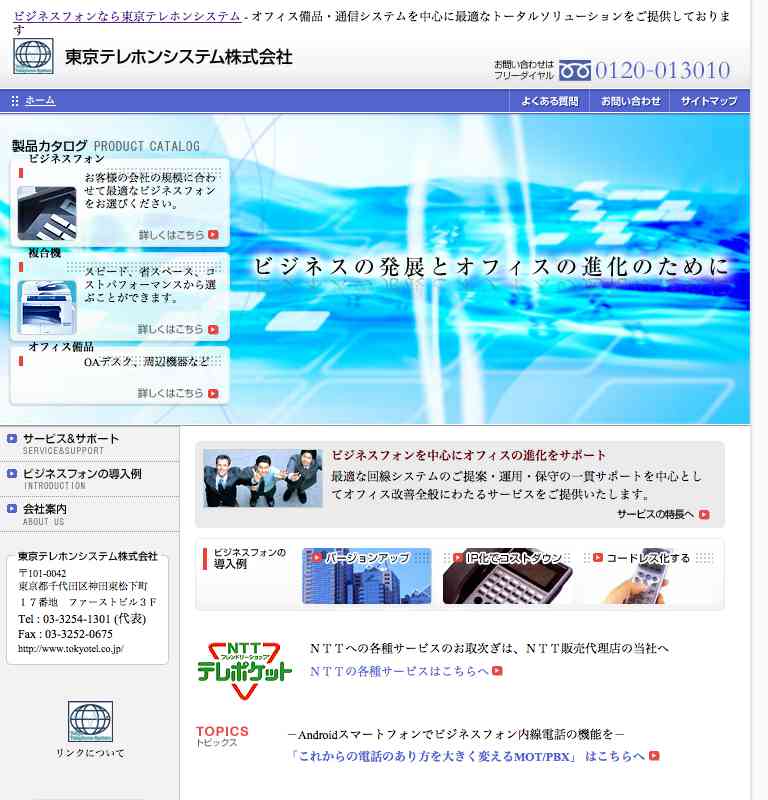 ビジネスフォンなら東京テレホンシステム - オフィス備品・通信システムを中心に最適なトータルソリューションをご提供しておりま
す
東京テレホンシステム株式会社
お問い合わせは
フリーダイヤル 0120-013010
ホーム
よくある質問
お問い合わせ
サイトマップ
製品カタログ PRODUCT CATALOG
ビジネスフォン
お客様の会社の規模に合わ
せて最適なビジネスフォン
をお選びください。
詳しくはこちら
複合機
スピード、省スペース、コ
ストパフォーマンスから選
ぶことができます。
詳しくはこちら
オフィス備品
OAデスク、周辺機器など
詳しくはこちら
ビジネスの発展とオフィスの進化のために
サービス&サポート
SERVICE&SUPPORT
ビジネスフォンの導入例
INTRODUCTION
会社案内
ABOUT US
東京テレホンシステム株式会社
〒101-0042
東京都千代田区神田東松下町
１７番地　ファーストビル３Ｆ
Tel : 03-3254-1301 (代表)
Fax : 03-3252-0675
http://www.tokyotel.co.jp/
リンクについて
ビジネスフォンを中心にオフィスの進化をサポート
最適な回線システムのご提案・運用・保守の一貫サポートを中心とし
てオフィス改善全般にわたるサービスをご提供いたします。
サービスの特長へ
ビジネスフォンの
導入例
バージョンアップ
IP化でコストダウン
コードレス化する
NTT
フレンドリーショップ
テレポケット
ＮＴＴへの各種サービスのお取次ぎは、ＮＴＴ販売代理店の当社へ
ＮＴＴの各種サービスはこちらへ
TOPICS
トピックス
－Androidスマートフォンでビジネスフォン内線電話の機能を－
「これからの電話のあり方を大きく変えるMOT/PBX」 はこちらへ